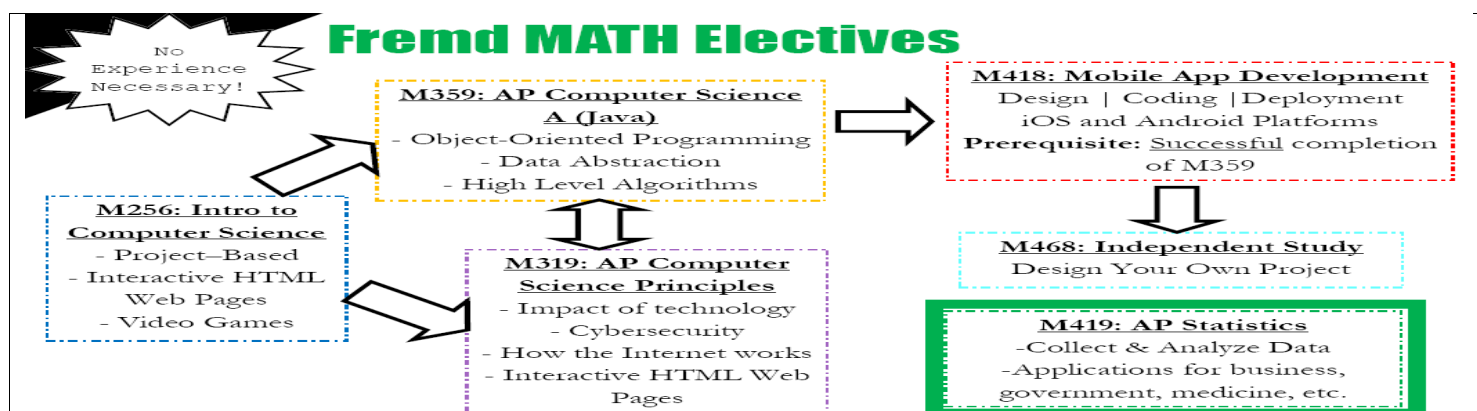 No
Experience
Necessary!
Fremd MATH Electives
M256: Intro to
Computer Science
- Project–Based
- Interactive HTML
Web Pages
- Video Games
M359: AP Computer Science
A (Java)
- Object-Oriented Programming
- Data Abstraction
- High Level Algorithms
M319: AP Computer
Science Principles
- Impact of technology
- Cybersecurity
- How the Internet works
- Interactive HTML Web
Pages
M418: Mobile App Development
Design | Coding |Deployment
iOS and Android Platforms
Prerequisite: Successful completion
of M359
M468: Independent Study
Design Your Own Project
M419: AP Statistics
-Collect & Analyze Data
-Applications for business,
government, medicine, etc.